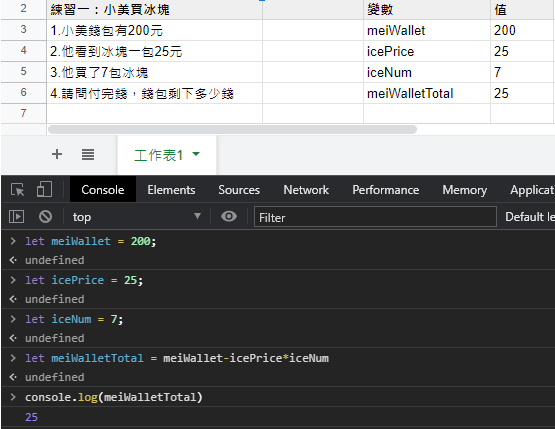 2 練習一：小美買冰塊 變數 值
3 1.小美錢包有200元 meiWallet 200
4 2.他看到冰塊一包25元 icePrice 25
5 3.他買了7包冰塊 iceNum 7
6 4.請問付完錢，錢包剩下多少錢 meiWalletTotal 25
7
+ 工作表1
Console Elements Sources Network Performance Memory Applicati
top Filter Default le
> let meiWallet = 200;
< undefined
> let icePrice = 25;
< undefined
> let iceNum = 7;
< undefined
> let meiWalletTotal = meiWallet-icePrice*iceNum
< undefined
> console.log(meiWalletTotal)
25